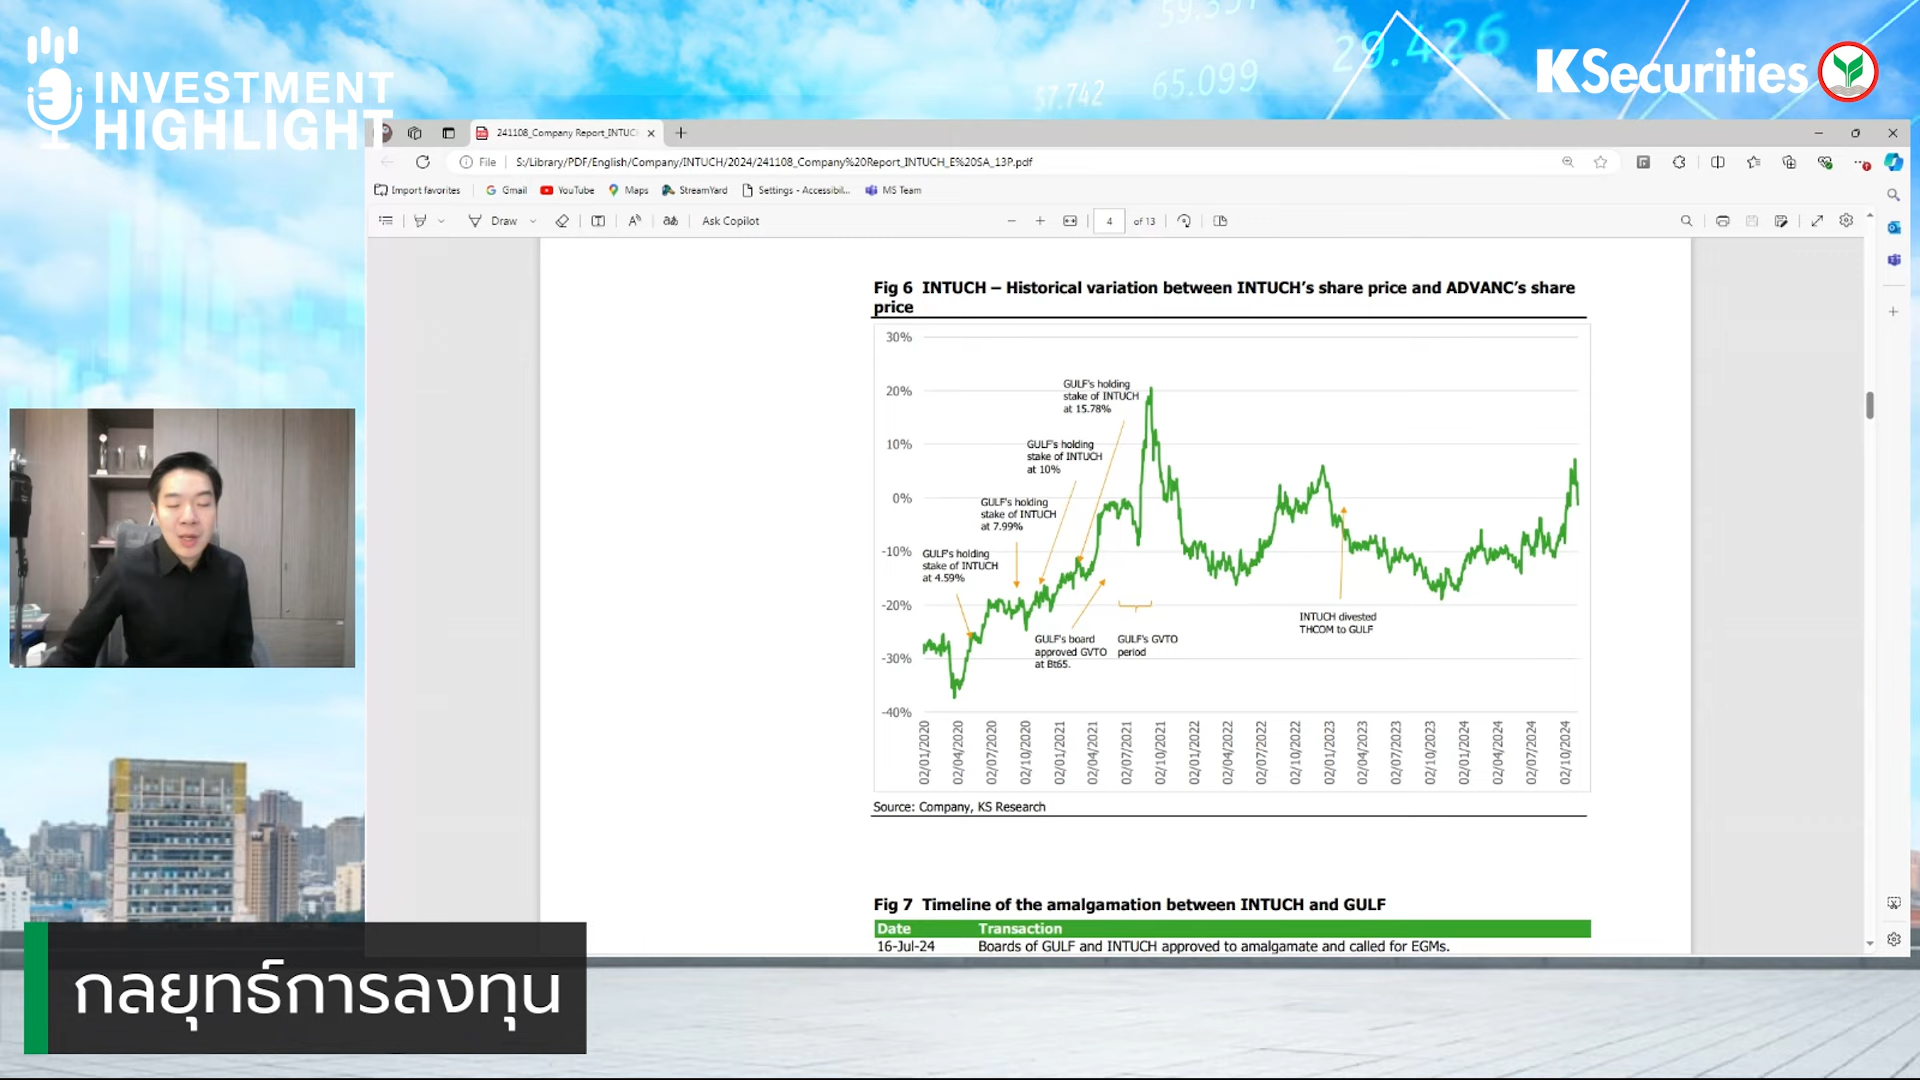 59.357
29.426
57.742
65.099
INVESTMENT
HIGHLIGHT
KSecurities
241108_Company Report_INTUC
File
S:/Library/PDF/English/Company/INTUCH/2024/241108_Company%20Report_INTUCH_E%20SA_13P.pdf
Import favorites
Gmail
YouTube
Maps
StreamYard
Settings - Accessibil...
MS Team
Draw
Ask Copilot
4
of 13
Fig 6 INTUCH – Historical variation between INTUCH's share price and ADVANC's share
price
30%
20%
10%
0%
-10%
-20%
-30%
-40%
GULF's holding
stake of INTUCH
at 15.78%
GULF's holding
stake of INTUCH
at 10%
GULF's holding
stake of INTUCH
at 7.99%
GULF's holding
stake of INTUCH
at 4.59%
GULF's board
approved GVTO
at Bt65.
GULF's GVTO
period
INTUCH divested
THCOM to GULF
02/01/2020
02/04/2020
02/07/2020
02/10/2020
02/01/2021
02/04/2021
02/07/2021
02/10/2021
02/01/2022
02/04/2022
02/07/2022
02/10/2022
02/01/2023
02/04/2023
02/07/2023
02/10/2023
02/01/2024
02/04/2024
02/07/2024
02/10/2024
Source: Company, KS Research
Fig 7 Timeline of the amalgamation between INTUCH and GULF
Date Transaction
16-Jul-24 Boards of GULF and INTUCH approved to amalgamate and called for EGMs.
กลยุทธ์การลงทุน